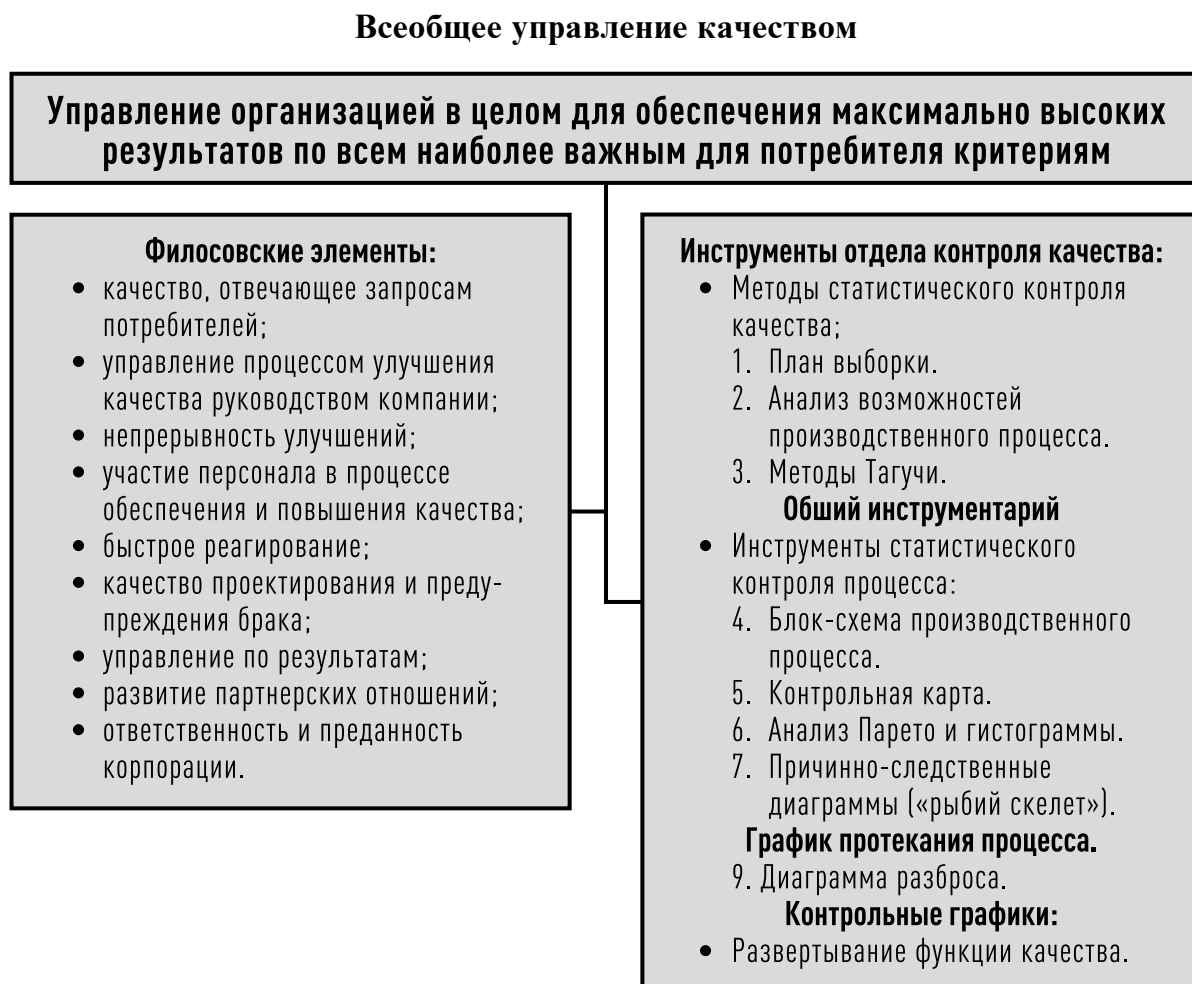 Всеобщее управление качеством
Управление организацией в целом для обеспечения максимально высоких
результатов по всем наиболее важным для потребителя критериям
Филосовские элементы:
• качество, отвечающее запросам
потребителей;
• управление процессом улучшения
качества руководством компании;
• непрерывность улучшений;
• участие персонала в процессе
обеспечения и повышения качества;
• быстрое реагирование;
• качество проектирования и преду-
преждения брака;
• управление по результатам;
• развитие партнерских отношений;
• ответственность и преданность
корпорации.
Инструменты отдела контроля качества:
• Методы статистического контроля
качества;
1. План выборки.
2. Анализ возможностей
производственного процесса.
3. Методы Тагучи.
Обший инструментарий
• Инструменты статистического
контроля процесса:
4. Блок-схема производственного
процесса.
5. Контрольная карта.
6. Анализ Парето и гистограммы.
7. Причинно-следственные
диаграммы («рыбий скелет»).
График протекания процесса.
9. Диаграмма разброса.
Контрольные графики:
• Развертывание функции качества.